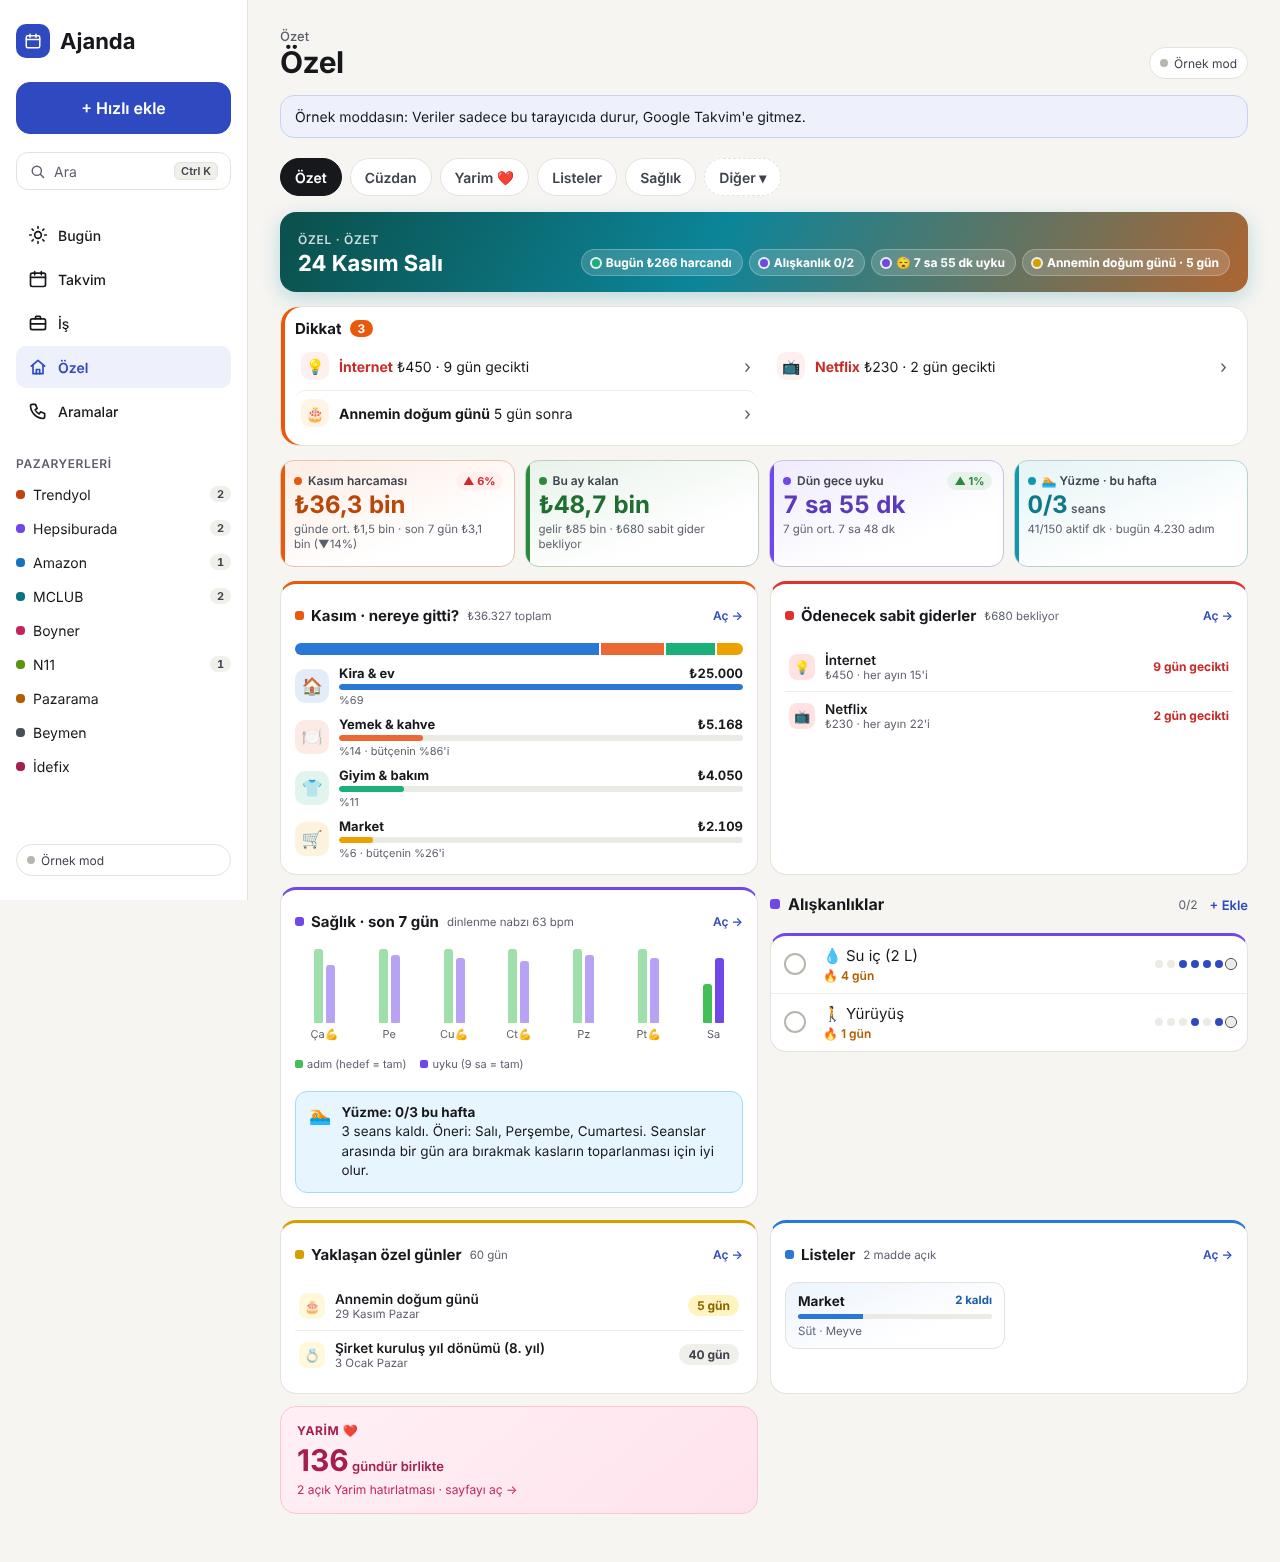 Ajanda
+ Hızlı ekle
Ara
Ctrl K
Bugün
Takvim
İş
Özel
Aramalar
PAZARYERLERİ
Trendyol 2
Hepsiburada 2
Amazon 1
MCLUB 2
Boyner
N11 1
Pazarama
Beymen
İdefix
Örnek mod
Özet
Özel
Örnek mod
Örnek moddasın: Veriler sadece bu tarayıcıda durur, Google Takvim'e gitmez.
Özet
Cüzdan
Yarim ❤️
Listeler
Sağlık
Diğer ▾
ÖZEL · ÖZET
24 Kasım Salı
Bugün ₺266 harcandı
Alışkanlık 0/2
😴 7 sa 55 dk uyku
Annemin doğum günü · 5 gün
Dikkat 3
İnternet ₺450 · 9 gün gecikti ›
Netflix ₺230 · 2 gün gecikti ›
Annemin doğum günü 5 gün sonra ›
Kasım harcaması ▲ 6%
₺36,3 bin
günde ort. ₺1,5 bin · son 7 gün ₺3,1
bin (▼14%)
Bu ay kalan
₺48,7 bin
gelir ₺85 bin · ₺680 sabit gider
bekliyor
Dün gece uyku ▲ 1%
7 sa 55 dk
7 gün ort. 7 sa 48 dk
🏊 Yüzme · bu hafta
0/3 seans
41/150 aktif dk · bugün 4.230 adım
Kasım · nereye gitti? ₺36.327 toplam Aç →
Kira & ev ₺25.000
%69
Yemek & kahve ₺5.168
%14 · bütçenin %86'i
Giyim & bakım ₺4.050
%11
Market ₺2.109
%6 · bütçenin %26'i
Ödenecek sabit giderler ₺680 bekliyor Aç →
İnternet
₺450 · her ayın 15'i
9 gün gecikti
Netflix
₺230 · her ayın 22'i
2 gün gecikti
Sağlık · son 7 gün dinlenme nabzı 63 bpm Aç →
Ça💪 Pe Cu💪 Ct💪 Pz Pt💪 Sa
adım (hedef = tam) uyku (9 sa = tam)
Yüzme: 0/3 bu hafta
3 seans kaldı. Öneri: Salı, Perşembe, Cumartesi. Seanslar
arasında bir gün ara bırakmak kasların toparlanması için iyi
olur.
Alışkanlıklar 0/2 + Ekle
💧 Su iç (2 L)
🔥 4 gün
🚶 Yürüyüş
🔥 1 gün
Yaklaşan özel günler 60 gün Aç →
Annemin doğum günü
29 Kasım Pazar
5 gün
Şirket kuruluş yıl dönümü (8. yıl)
3 Ocak Pazar
40 gün
Listeler 2 madde açık Aç →
Market 2 kaldı
Süt · Meyve
YARİM ❤️
136 gündür birlikte
2 açık Yarim hatırlatması · sayfayı aç →